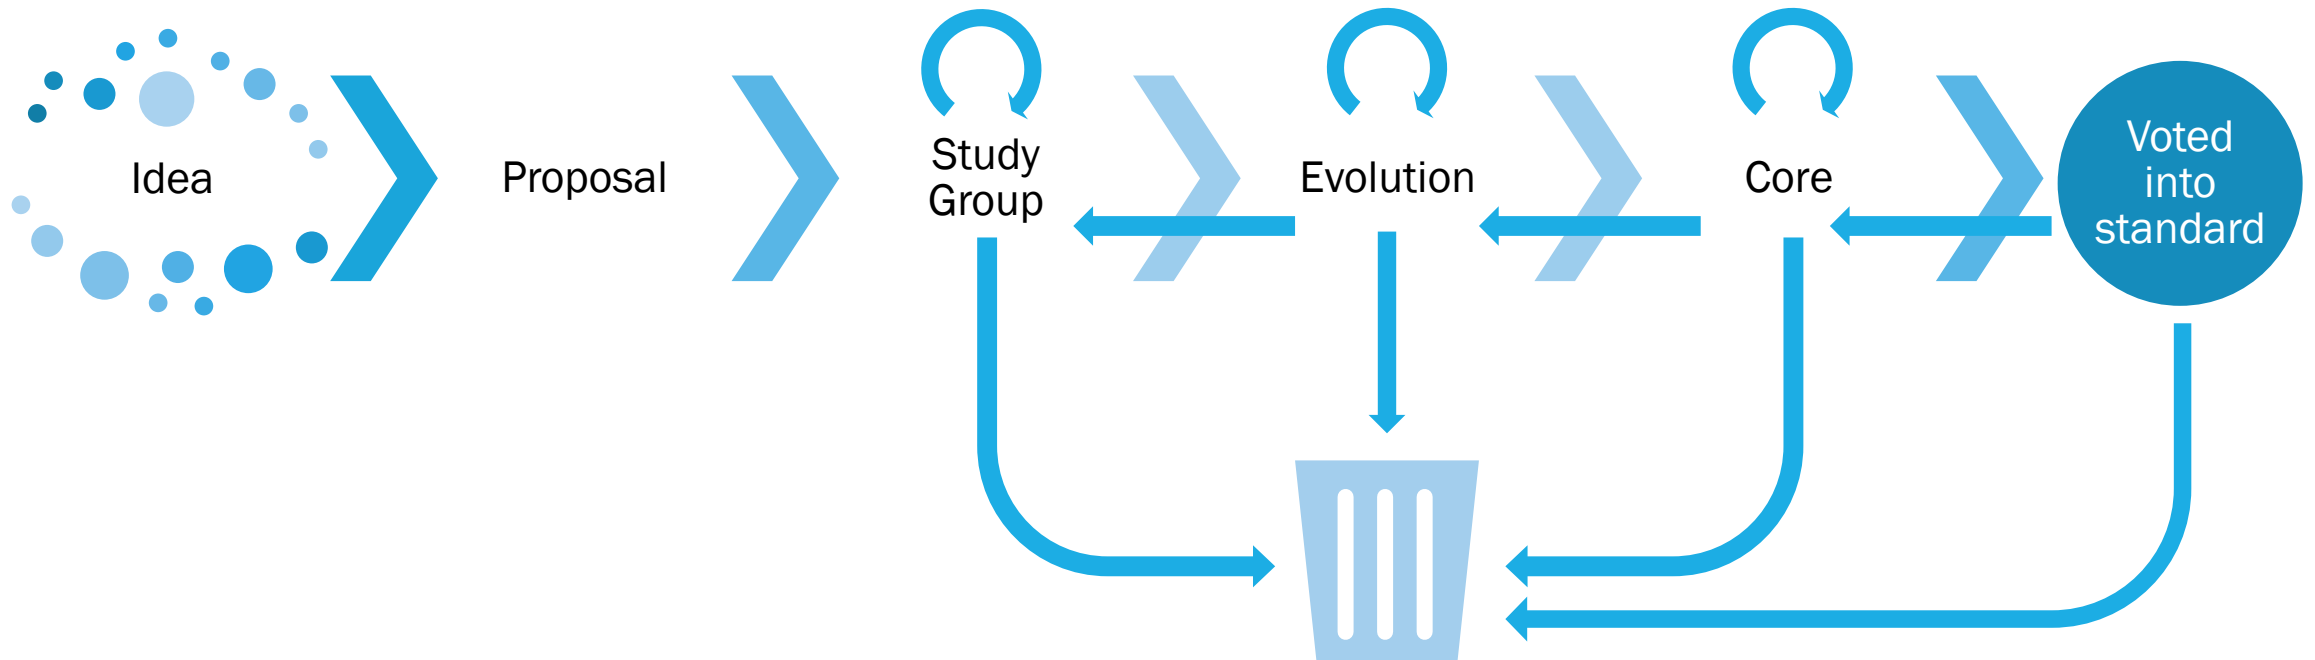 Idea
Proposal
Study
Group
Evolution
Core
Voted
into
standard